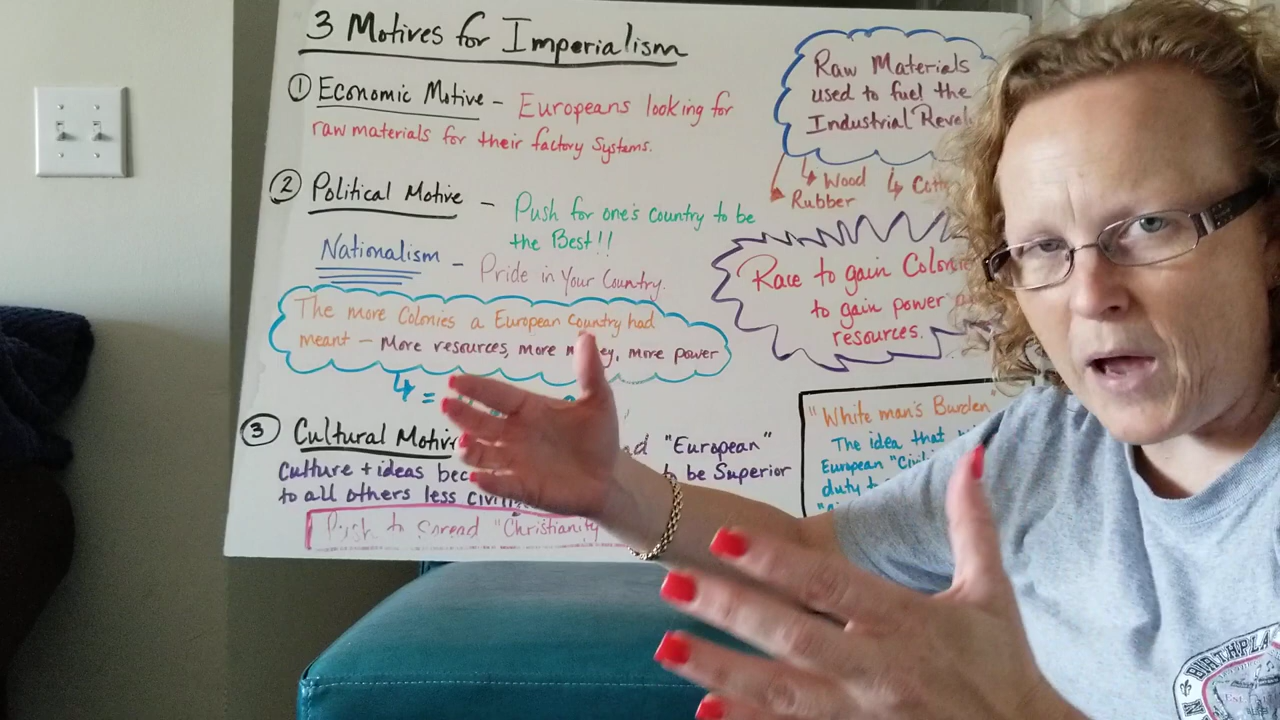 3 Motives for Imperialism
① Economic Motive - Europeans looking for
raw materials for their factory Systems.
② Political Motive - Push for one's country to be
the Best!!
Nationalism - Pride in Your Country.
The more Colonies a European Country had
meant - More resources, more money, more power
↳ =
③ Cultural "European"
Culture + ideas to be Superior
to all others less
Push to spread "Christianity
Raw Materials
used to fuel the
Industrial
↳ Wood ↳
Rubber
Race to gain
to gain power
resources.
"White man's Burden"
The idea that
European
duty to
BIRTHPLA